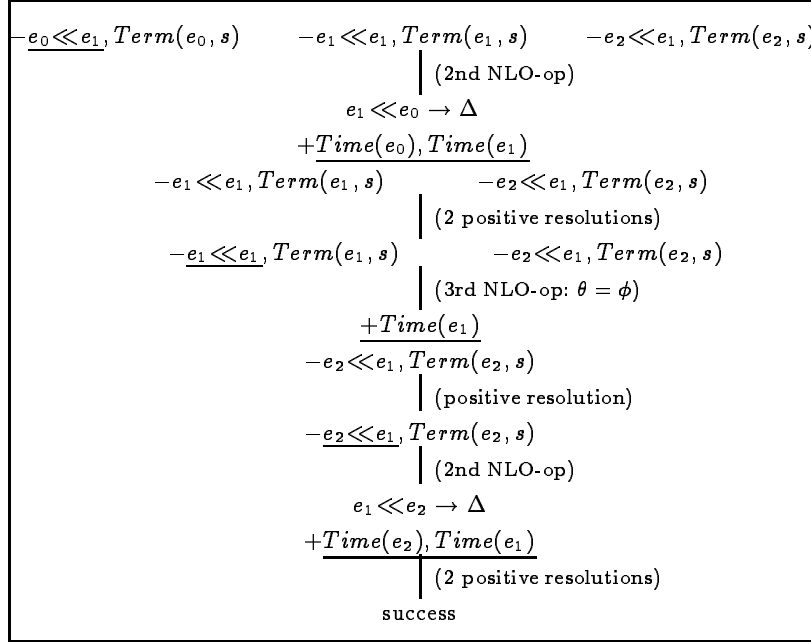 −e₀≪e₁, Term(e₀, s) −e₁≪e₁, Term(e₁, s) −e₂≪e₁, Term(e₂, s)
(2nd NLO-op)
e₁≪e₀ → Δ
+Time(e₀), Time(e₁)
−e₁≪e₁, Term(e₁, s) −e₂≪e₁, Term(e₂, s)
(2 positive resolutions)
−e₁≪e₁, Term(e₁, s) −e₂≪e₁, Term(e₂, s)
(3rd NLO-op: θ = ϕ)
+Time(e₁)
−e₂≪e₁, Term(e₂, s)
(positive resolution)
−e₂≪e₁, Term(e₂, s)
(2nd NLO-op)
e₁≪e₂ → Δ
+Time(e₂), Time(e₁)
(2 positive resolutions)
success